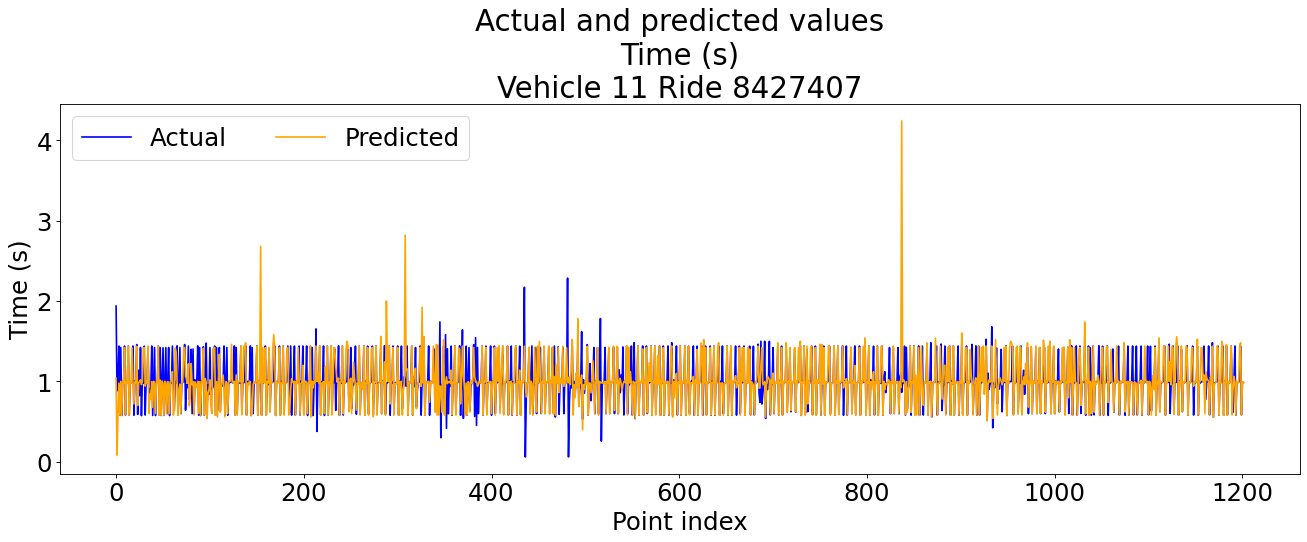 Actual and predicted values
Time (s)
Vehicle 11 Ride 8427407
Actual
Predicted
Time (s)
4
3
2
1
0
0 200 400 600 800 1000 1200
Point index